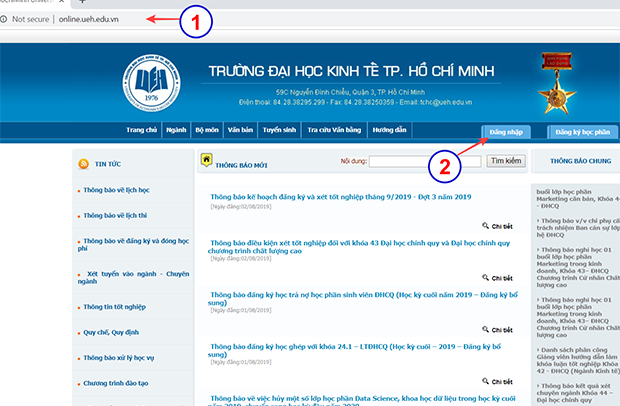 Not secure | online.ueh.edu.vn
1
UEH
1976
TRƯỜNG ĐẠI HỌC KINH TẾ TP. HỒ CHÍ MINH
59C Nguyễn Đình Chiểu, Quận 3, TP. Hồ Chí Minh
Điện thoại: 84.28.38295.299 - Fax: 84.28.38250359 - Email: tchc@ueh.edu.vn
Trang chủ Ngành Bộ môn Văn bản Tuyển sinh Tra cứu Văn bằng Hướng dẫn Đăng nhập Đăng ký học phần
2
TIN TỨC
Thông báo về lịch học
Thông báo về lịch thi
Thông báo về đăng ký và đóng học
phí
Xét tuyển vào ngành - Chuyên
ngành
Thông tin tốt nghiệp
Quy chế, Quy định
Thông báo xử lý học vụ
Chương trình đào tạo
THÔNG BÁO MỚI Nội dung: Tìm kiếm
Thông báo kế hoạch đăng ký và xét tốt nghiệp tháng 9/2019 - Đợt 3 năm 2019
[Ngày đăng:02/08/2019]
Chi tiết
Thông báo điều kiện xét tốt nghiệp đối với khóa 43 Đại học chính quy và Đại học chính quy
chương trình chất lượng cao
[Ngày đăng:02/08/2019]
Chi tiết
Thông báo đăng ký học trả nợ học phần sinh viên ĐHCQ (Học kỳ cuối năm 2019 – Đăng ký bổ
sung)
[Ngày đăng:01/08/2019]
Chi tiết
Thông báo đăng ký học ghép với khóa 24.1 – LTĐHCQ (Học kỳ cuối – 2019 – Đăng ký bổ
sung)
[Ngày đăng:01/08/2019]
Chi tiết
Thông báo về việc hủy một số lớp học phần Data Science, khoa học dữ liệu trong học kỳ
THÔNG BÁO CHUNG
buổi lớp học phần
Marketing căn bản, Khóa 44 -
ĐHCQ
Thông báo v/v chi phụ cấp
trách nhiệm Ban cán sự lớp
hệ ĐHCQ
Thông báo nghỉ học 01
buổi lớp học phần
Marketing trong kinh
doanh, Khóa 43– ĐHCQ
Chương trình Cử nhân Chất
lượng cao
Thông báo nghỉ học 01
buổi lớp học phần
Marketing trong kinh
doanh, Khóa 43– ĐHCQ
Chương trình Cử nhân Chất
lượng cao
Danh sách phân công
Giảng viên hướng dẫn làm
khóa luận tốt nghiệp Khóa
42 - ĐHCQ (Ngành Kinh tế)
Thông báo kết quả xét
chuyên ngành Khóa 44 –
Đại học chính quy